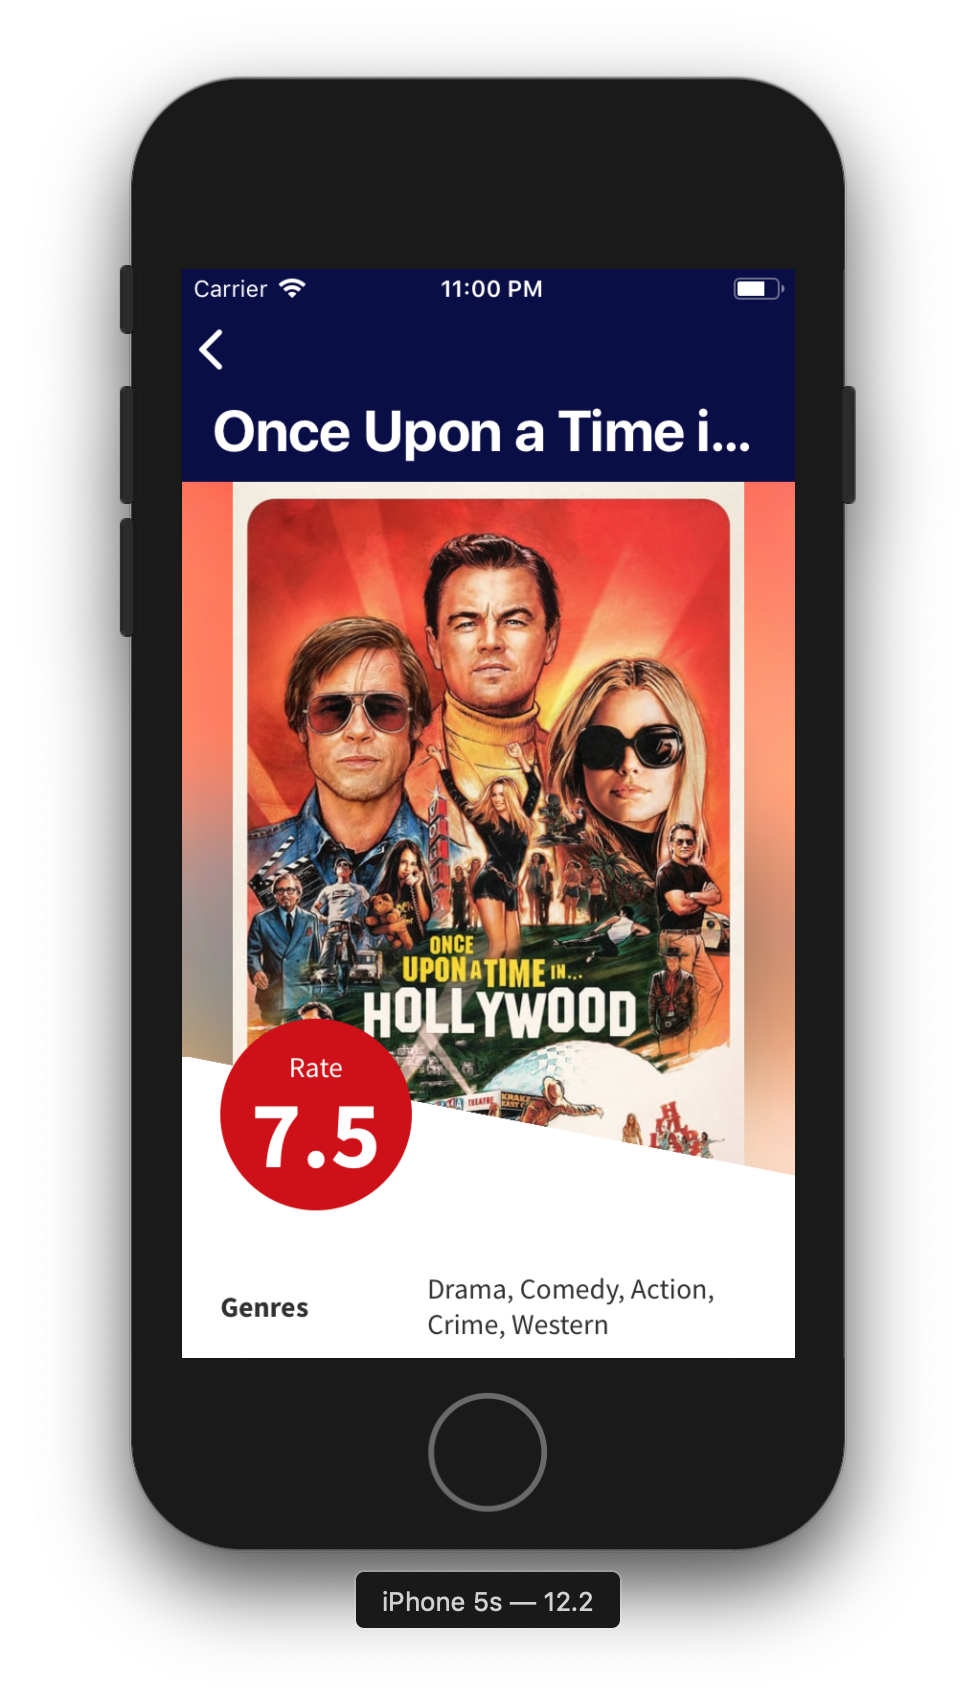 Carrier
11:00 PM
Once Upon a Time i...
ONCE
UPON A TIME IN...
HOLLYWOOD
THEATRE
Rate
7.5
Genres
Drama, Comedy, Action,
Crime, Western
iPhone 5s — 12.2